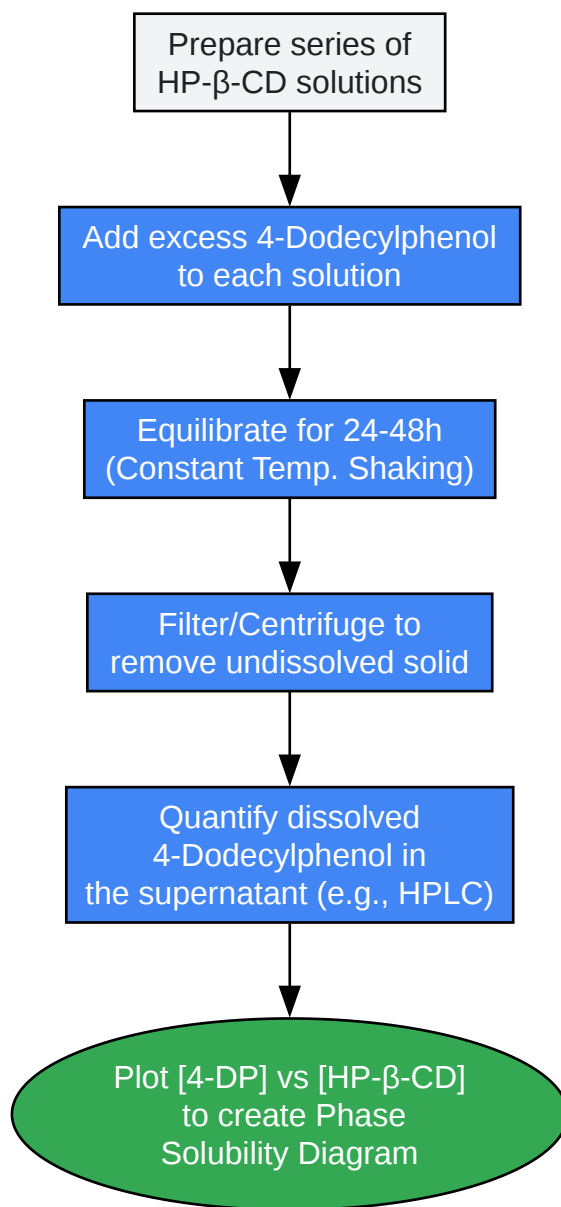 Prepare series of
HP-β-CD solutions
Add excess 4-Dodecylphenol
to each solution
Equilibrate for 24-48h
(Constant Temp. Shaking)
Filter/Centrifuge to
remove undissolved solid
Quantify dissolved
4-Dodecylphenol in
the supernatant (e.g., HPLC)
Plot [4-DP] vs [HP-β-CD]
to create Phase
Solubility Diagram